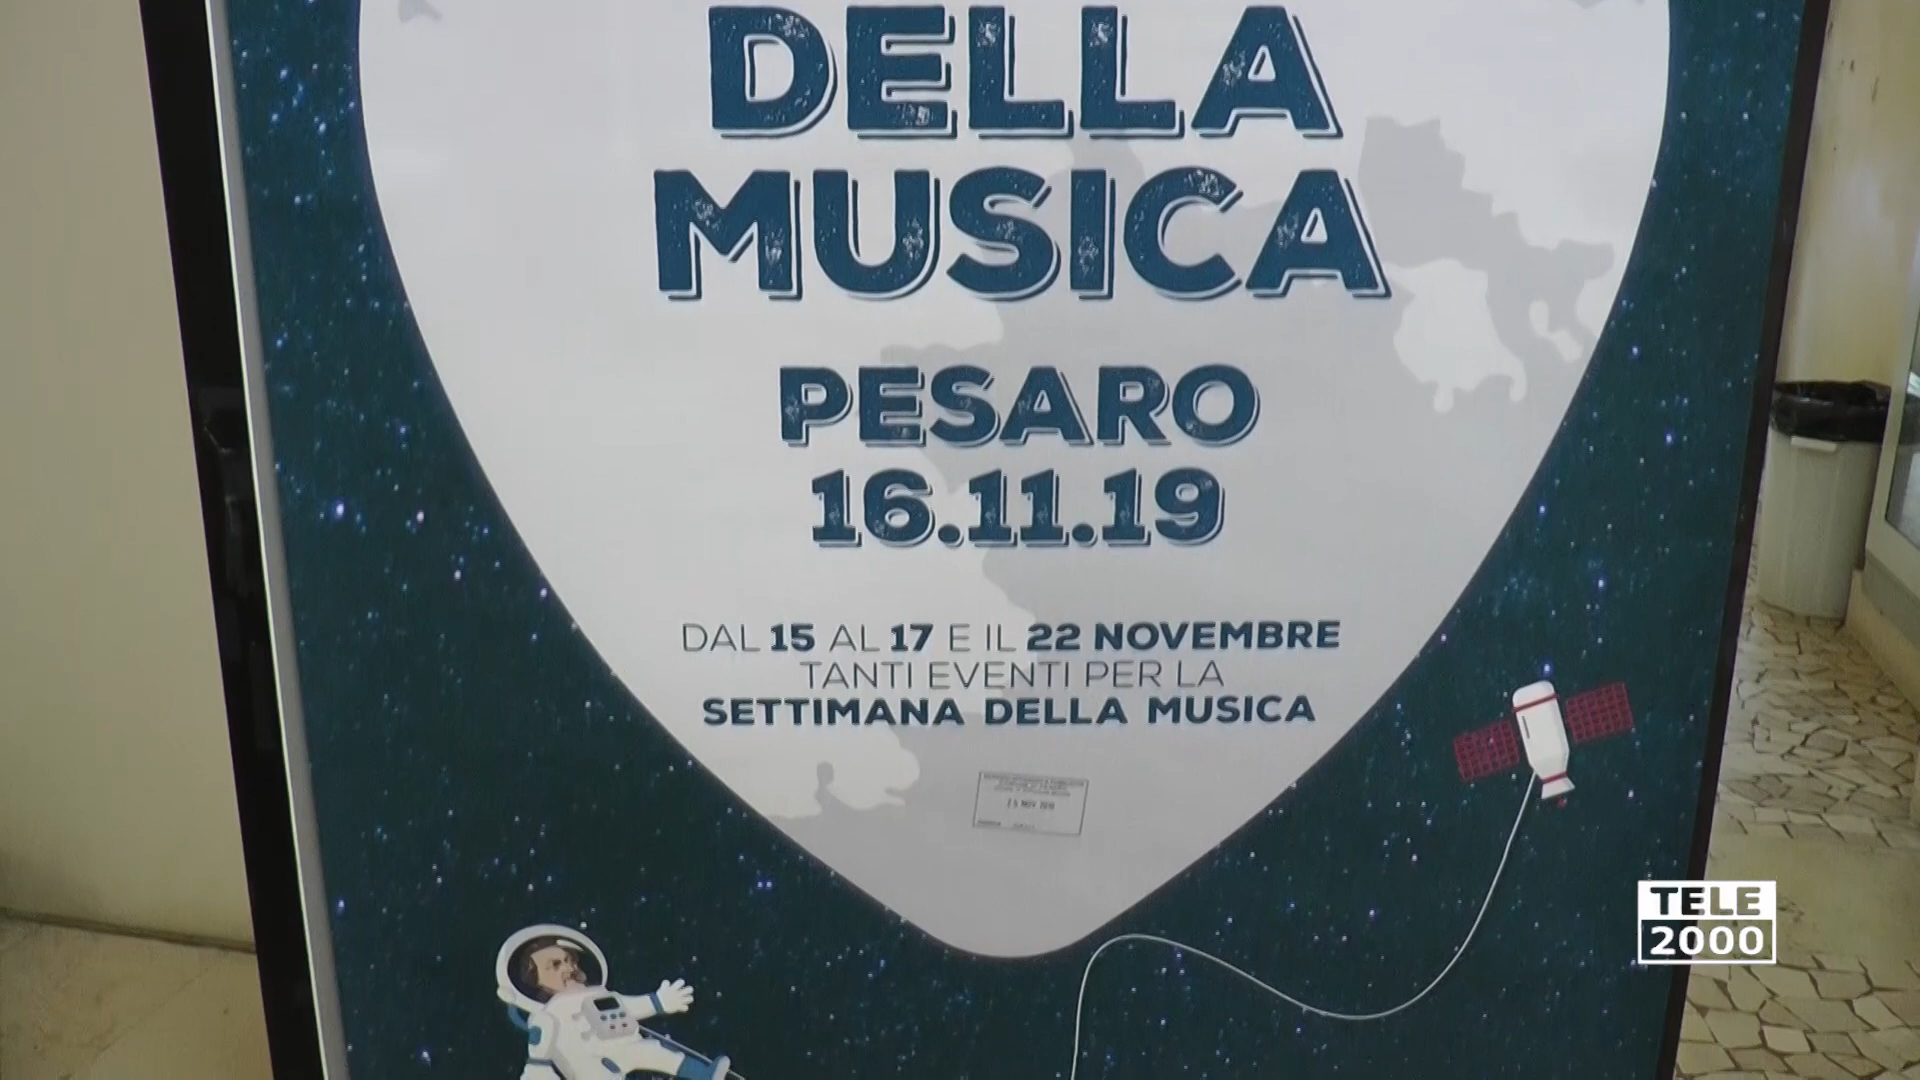 DELLA
MUSICA
PESARO
16.11.19
DAL 15 AL 17 E IL 22 NOVEMBRE
TANTI EVENTI PER LA
SETTIMANA DELLA MUSICA
TELE
2000